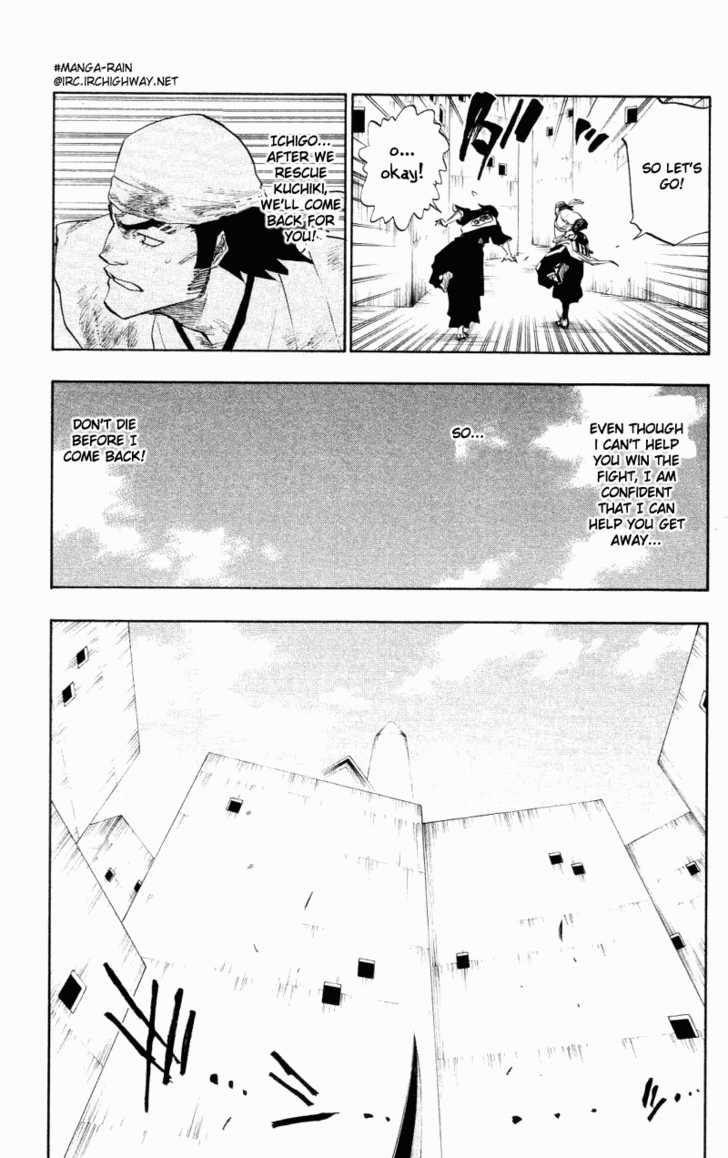 #MANGA-RAIN
@IRC.IRCHIGHWAY.NET
SO LET'S
GO!
O...
okay!
ICHIGO...
AFTER WE
RESCUE
KUCHIKI,
WE'LL COME
BACK FOR
YOU!
EVEN THOUGH
I CAN'T HELP
YOU WIN THE
FIGHT, I AM
CONFIDENT
THAT I CAN
HELP YOU GET
AWAY...
SO...
DON'T DIE
BEFORE I
COME BACK!